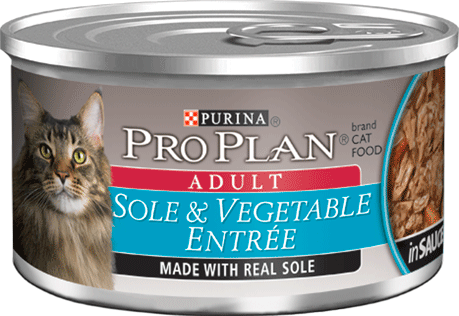 PURINA®
PRO PLAN®
brand
CAT
FOOD
ADULT
SOLE & VEGETABLE
ENTRÉE
MADE WITH REAL SOLE
in SAUCE